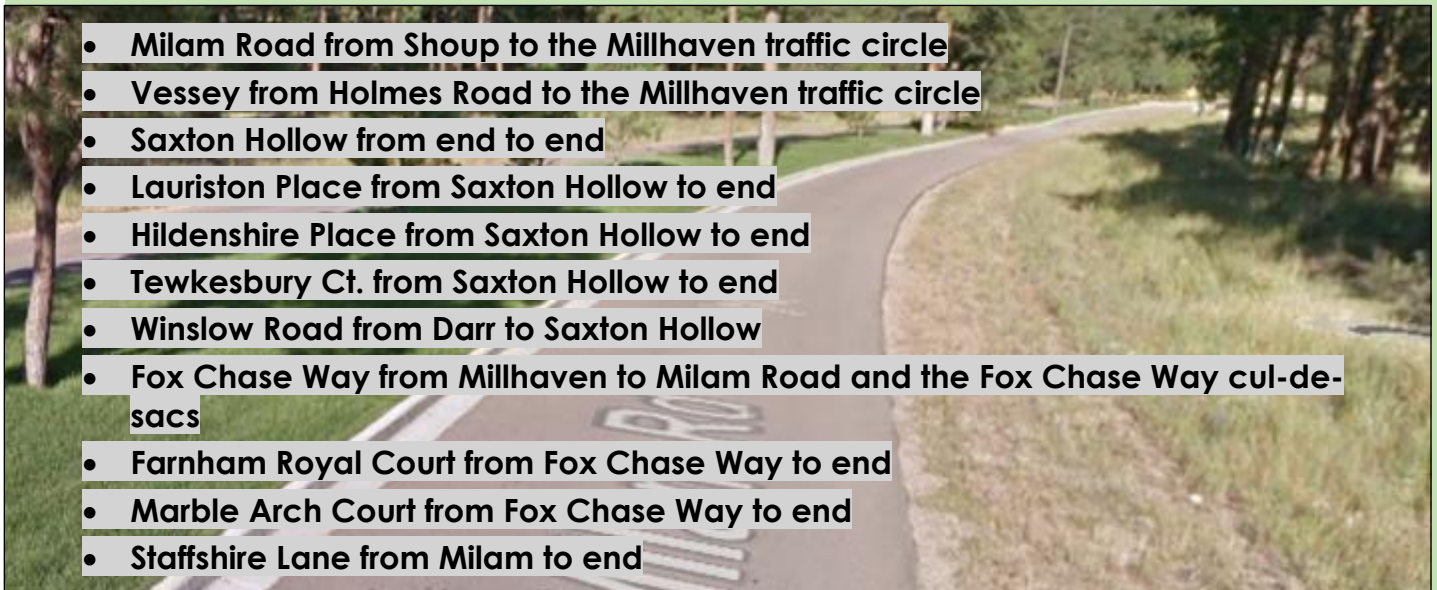 • Milam Road from Shoup to the Millhaven traffic circle
• Vessey from Holmes Road to the Millhaven traffic circle
• Saxton Hollow from end to end
• Lauriston Place from Saxton Hollow to end
• Hildenshire Place from Saxton Hollow to end
• Tewkesbury Ct. from Saxton Hollow to end
• Winslow Road from Darr to Saxton Hollow
• Fox Chase Way from Millhaven to Milam Road and the Fox Chase Way cul-de-
sacs
• Farnham Royal Court from Fox Chase Way to end
• Marble Arch Court from Fox Chase Way to end
• Staffshire Lane from Milam to end